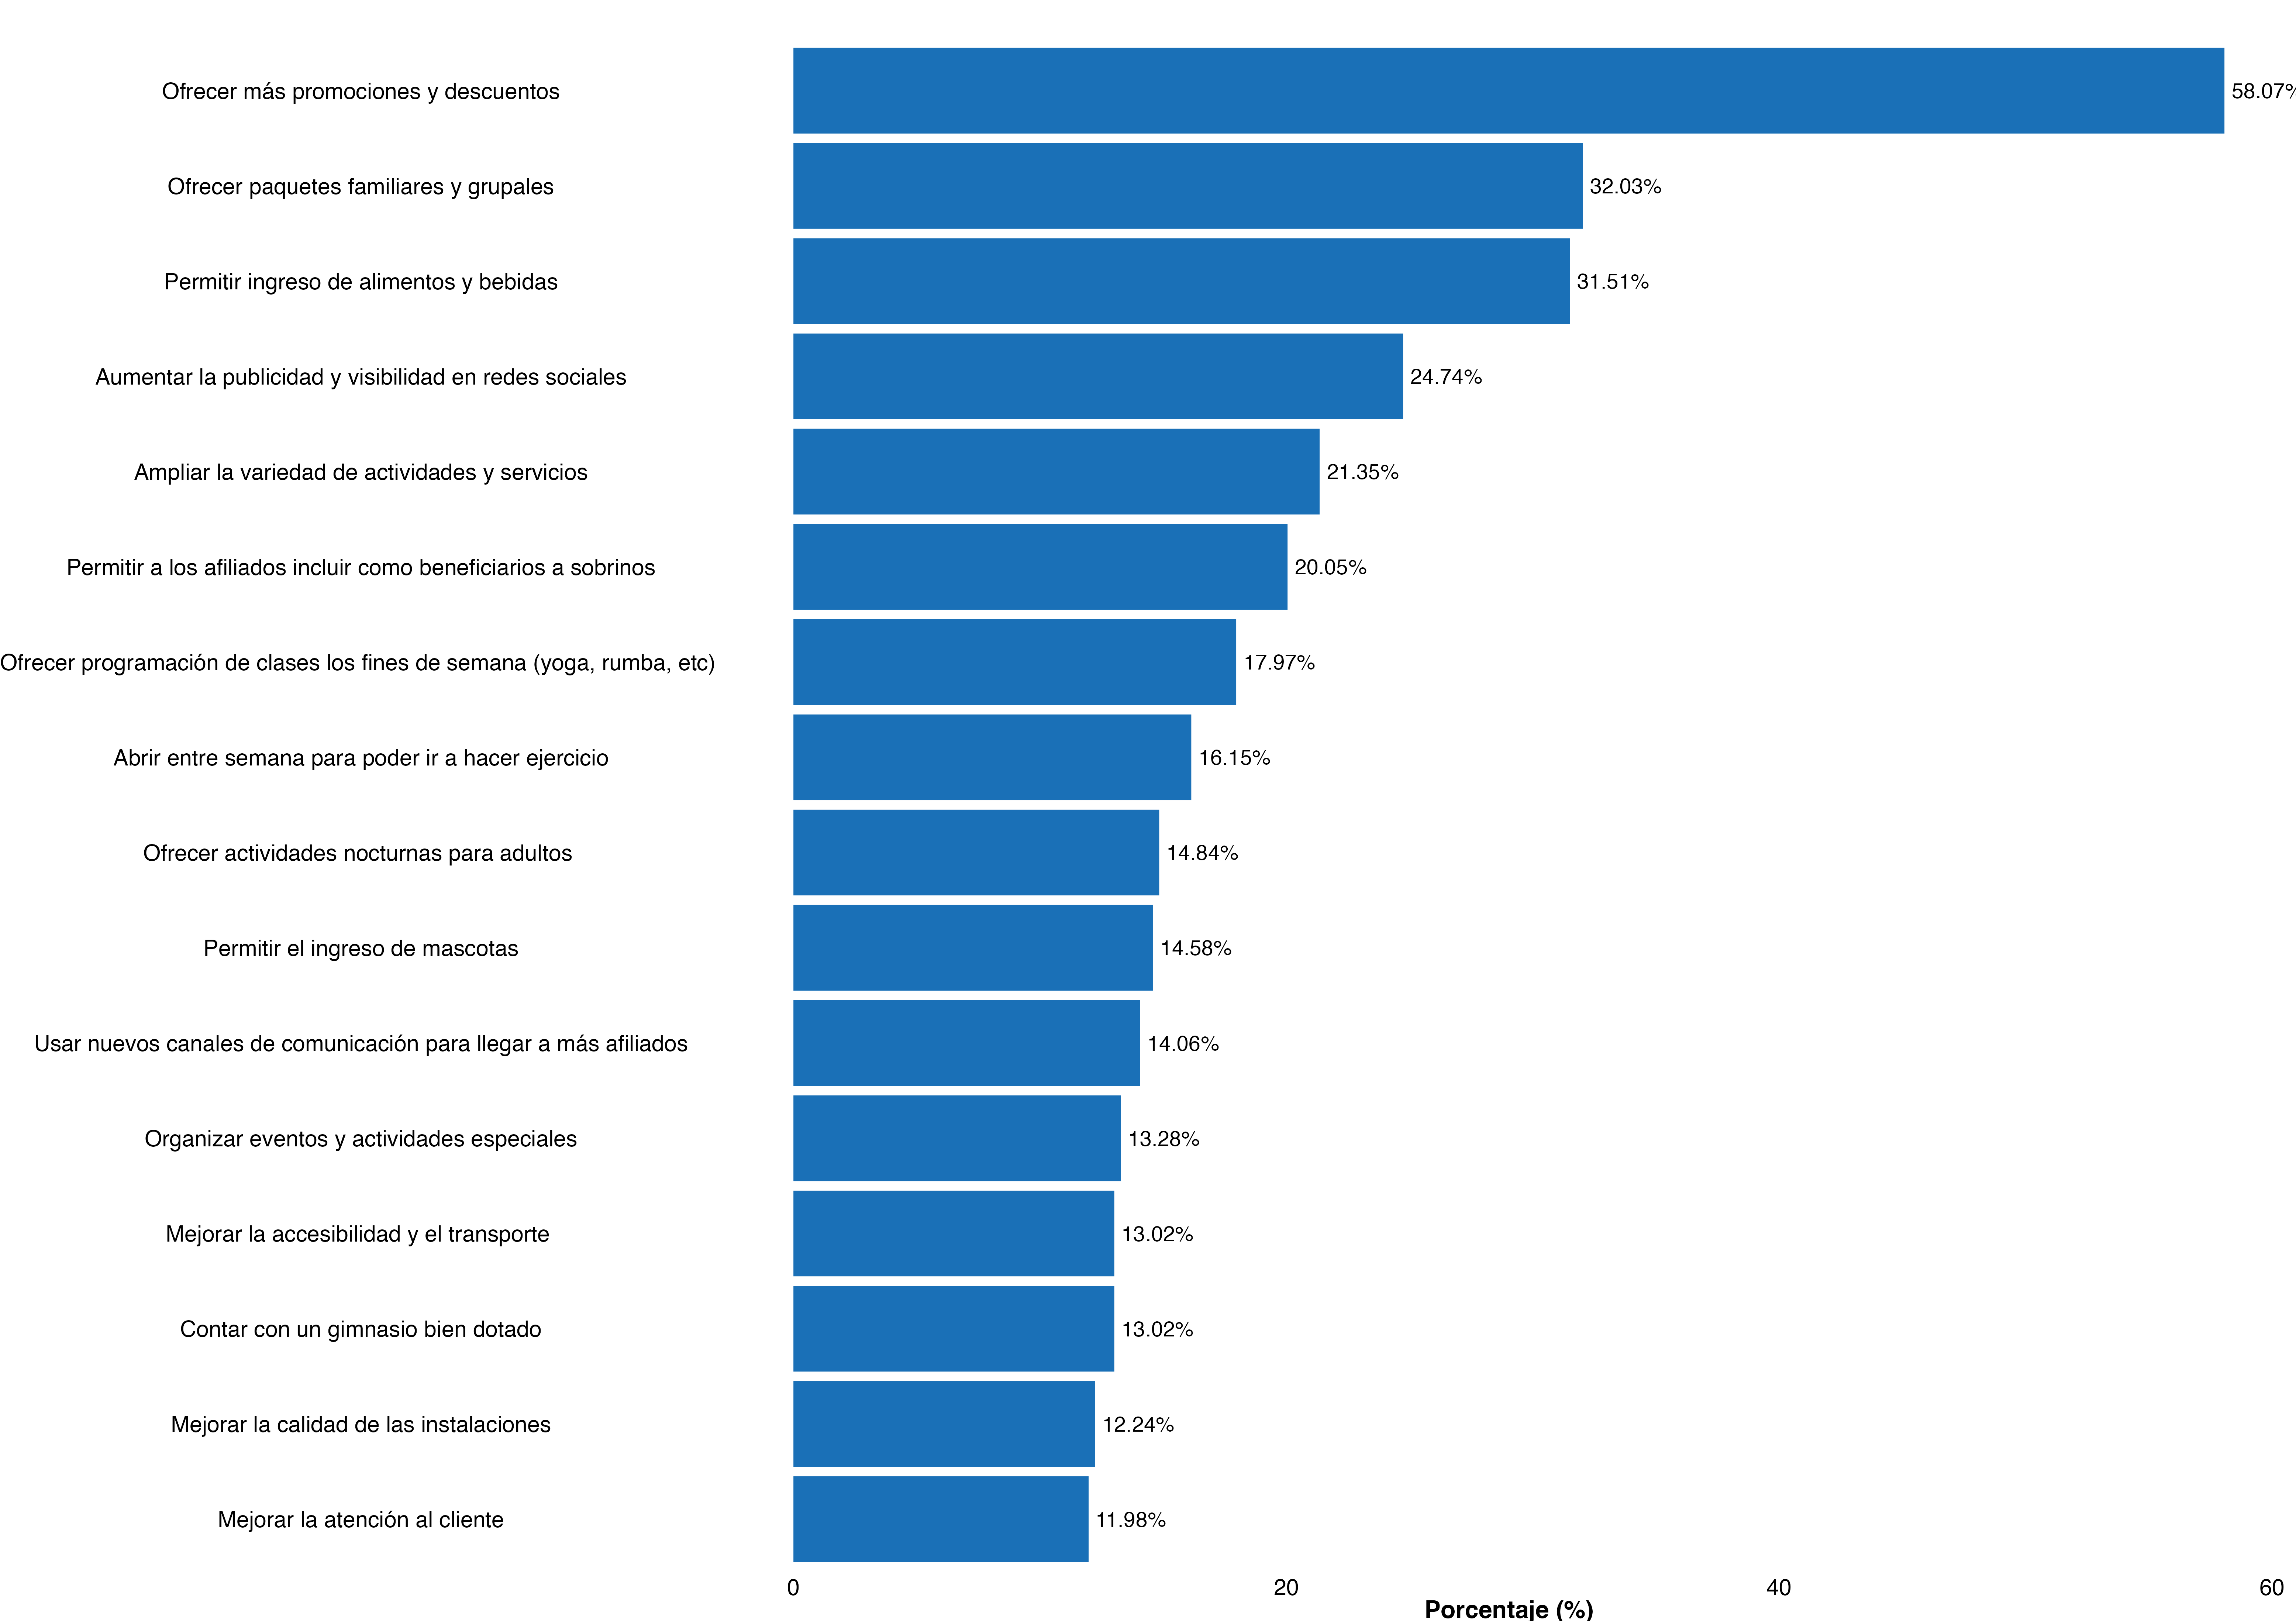 Ofrecer más promociones y descuentos 58.07%
Ofrecer paquetes familiares y grupales 32.03%
Permitir ingreso de alimentos y bebidas 31.51%
Aumentar la publicidad y visibilidad en redes sociales 24.74%
Ampliar la variedad de actividades y servicios 21.35%
Permitir a los afiliados incluir como beneficiarios a sobrinos 20.05%
Ofrecer programación de clases los fines de semana (yoga, rumba, etc) 17.97%
Abrir entre semana para poder ir a hacer ejercicio 16.15%
Ofrecer actividades nocturnas para adultos 14.84%
Permitir el ingreso de mascotas 14.58%
Usar nuevos canales de comunicación para llegar a más afiliados 14.06%
Organizar eventos y actividades especiales 13.28%
Mejorar la accesibilidad y el transporte 13.02%
Contar con un gimnasio bien dotado 13.02%
Mejorar la calidad de las instalaciones 12.24%
Mejorar la atención al cliente 11.98%
0 20 40 60
Porcentaje (%)